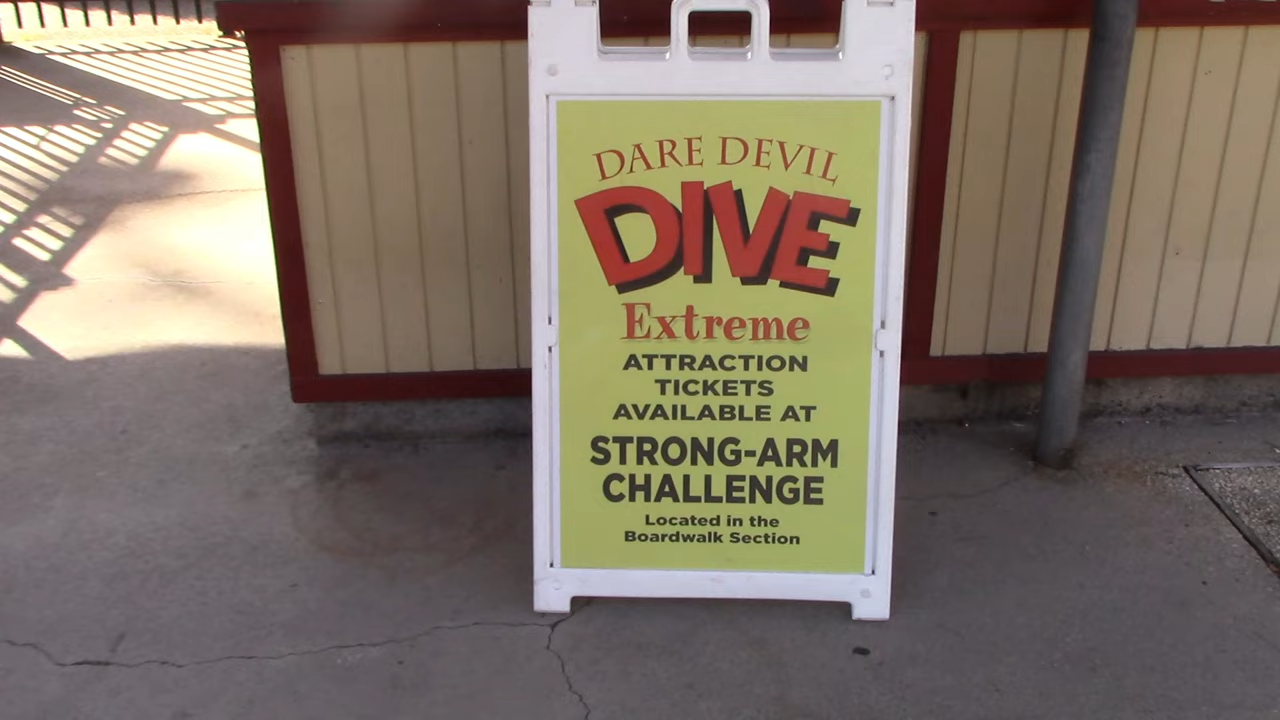 DARE DEVIL
DIVE
Extreme
ATTRACTION
TICKETS
AVAILABLE AT
STRONG-ARM
CHALLENGE
Located in the
Boardwalk Section